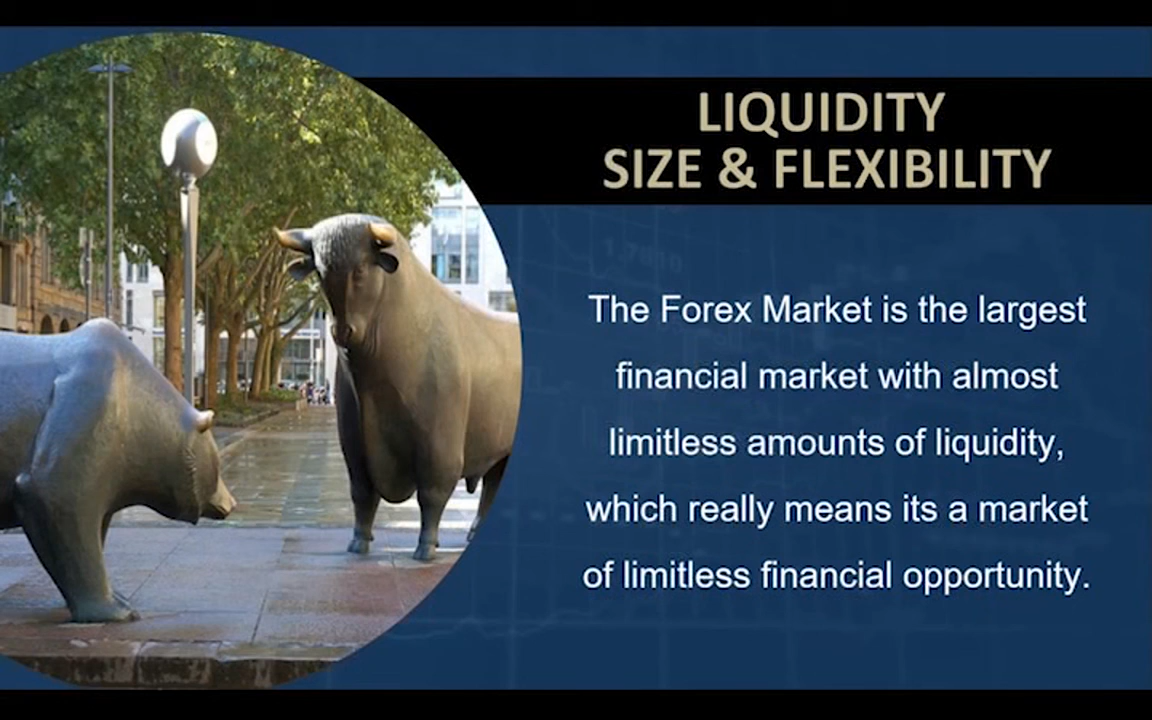 LIQUIDITY
SIZE & FLEXIBILITY
The Forex Market is the largest
financial market with almost
limitless amounts of liquidity,
which really means its a market
of limitless financial opportunity.